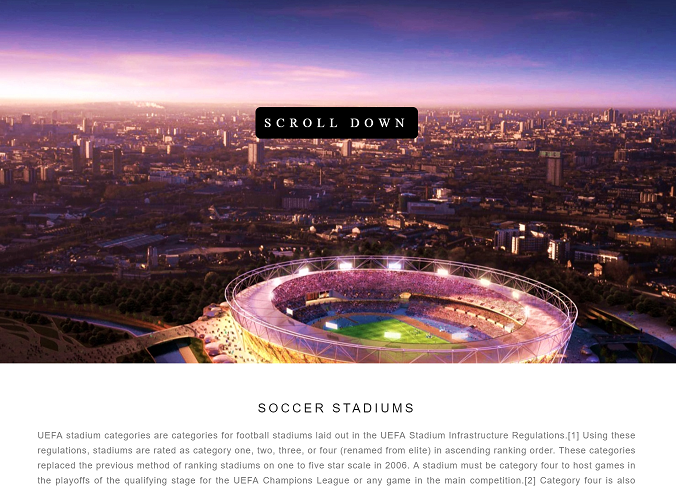 SCROLL DOWN
SOCCER STADIUMS
UEFA stadium categories are categories for football stadiums laid out in the UEFA Stadium Infrastructure Regulations.[1] Using these
regulations, stadiums are rated as category one, two, three, or four (renamed from elite) in ascending ranking order. These categories
replaced the previous method of ranking stadiums on one to five star scale in 2006. A stadium must be category four to host games in
the playoffs of the qualifying stage for the UEFA Champions League or any game in the main competition.[2] Category four is also